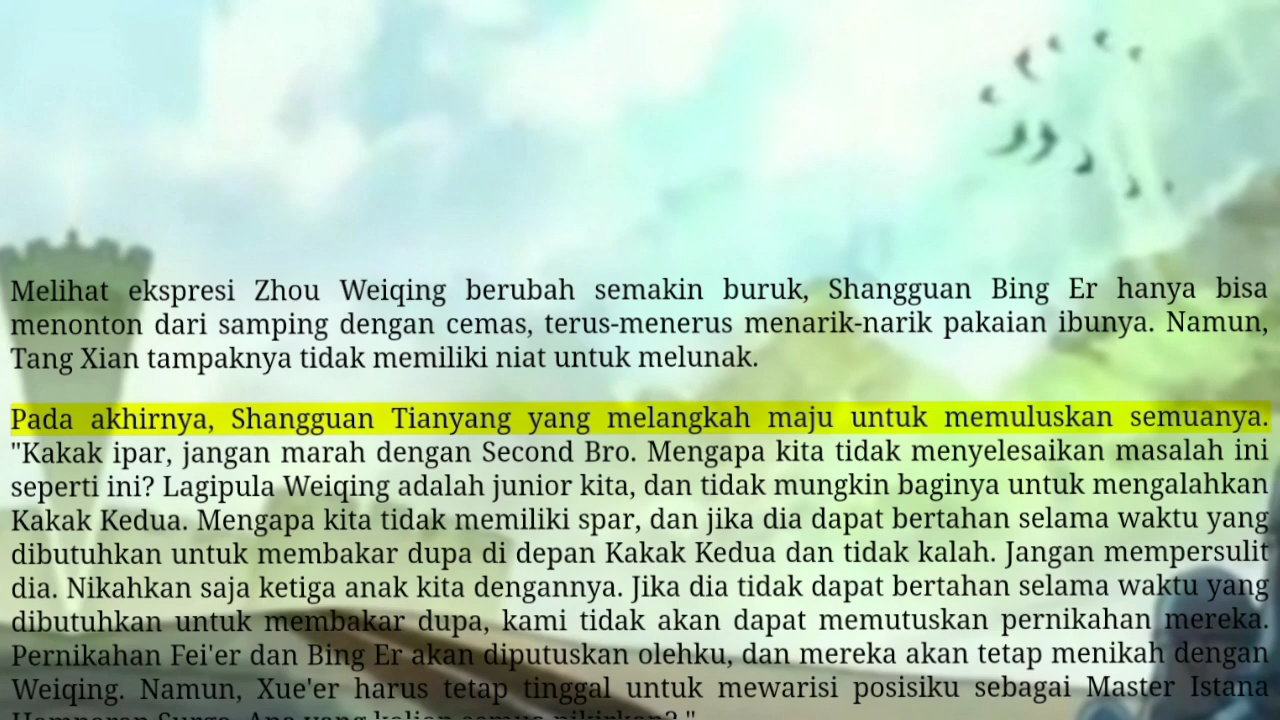 Melihat ekspresi Zhou Weiqing berubah semakin buruk, Shangguan Bing Er hanya bisa
menonton dari samping dengan cemas, terus-menerus menarik-narik pakaian ibunya. Namun,
Tang Xian tampaknya tidak memiliki niat untuk melunak.
Pada akhirnya, Shangguan Tianyang yang melangkah maju untuk memuluskan semuanya.
"Kakak ipar, jangan marah dengan Second Bro. Mengapa kita tidak menyelesaikan masalah ini
seperti ini? Lagipula Weiqing adalah junior kita, dan tidak mungkin baginya untuk mengalahkan
Kakak Kedua. Mengapa kita tidak memiliki spar, dan jika dia dapat bertahan selama waktu yang
dibutuhkan untuk membakar dupa di depan Kakak Kedua dan tidak kalah. Jangan mempersulit
dia. Nikahkan saja ketiga anak kita dengannya. Jika dia tidak dapat bertahan selama waktu yang
dibutuhkan untuk membakar dupa, kami tidak akan dapat memutuskan pernikahan mereka.
Pernikahan Fei'er dan Bing Er akan diputuskan olehku, dan mereka akan tetap menikah dengan
Weiqing. Namun, Xue'er harus tetap tinggal untuk mewarisi posisiku sebagai Master Istana